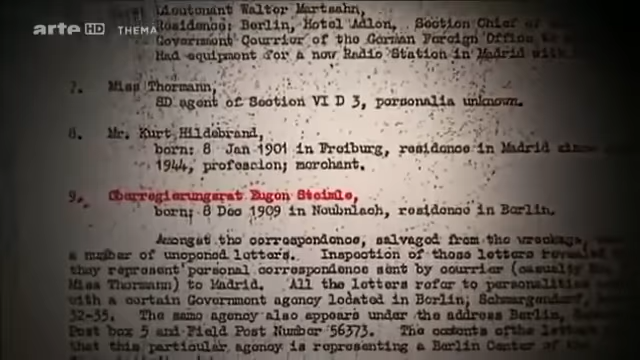 arte HD THEMA
Lieutenant Walter Martsahn,
Residence: Berlin, Hotel Adlon, Section Chief of
Government Courrier of the German Foreign Office to
Had equipment for a now Radio Station in Madrid with
7. Miss Thormann,
SD agent of Section VI D 3, personalia unknown.
8. Mr. Kurt Hildebrand,
born: 8 Jan 1901 in Freiburg, residence in Madrid since
1944, profession; merchant.
9. Oberregierungsrat Eugen Steimle,
born; 8 Dec 1909 in Neubnlach, residence in Berlin.
Amongst the correspondence, salvaged from the wreckage,
a number of unopened letters. Inspection of those letters revealed
they represent personal correspondence sent by courrier (casualty
Miss Thormann) to Madrid. All the letters refer to personalities
with a certain Government agency located in Berlin, Schmargendorf,
32-35. The same agency also appears under the address Berlin,
Post box 5 and Field Post Number 56373. The contents of the letters
that this particular agency is representing a Berlin Center of the